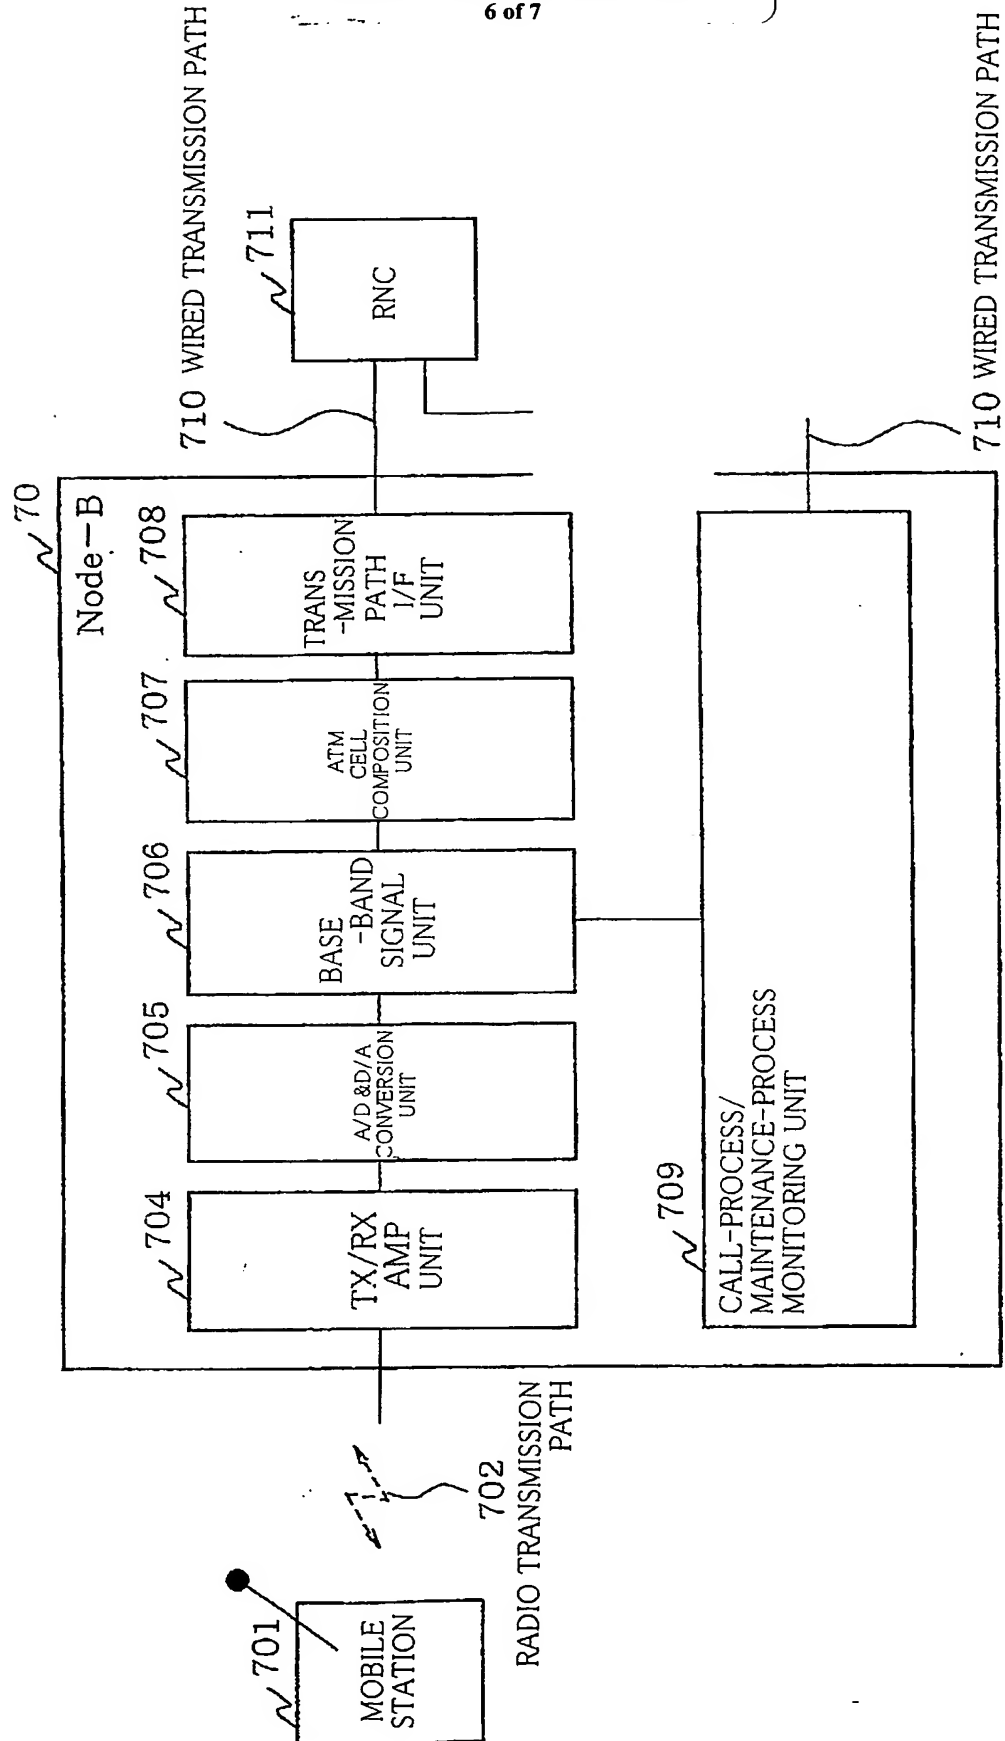 6 of 7
70
Node-B
701
MOBILE
STATION
702
RADIO TRANSMISSION
PATH
704
TX/RX
AMP
UNIT
705
A/D &D/A
CONVERSION
UNIT
706
BASE
-BAND
SIGNAL
UNIT
707
ATM
CELL
COMPOSITION
UNIT
708
TRANS
-MISSION
PATH
I/F
UNIT
710 WIRED TRANSMISSION PATH
711
RNC
709
CALL-PROCESS/
MAINTENANCE-PROCESS
MONITORING UNIT
710 WIRED TRANSMISSION PATH